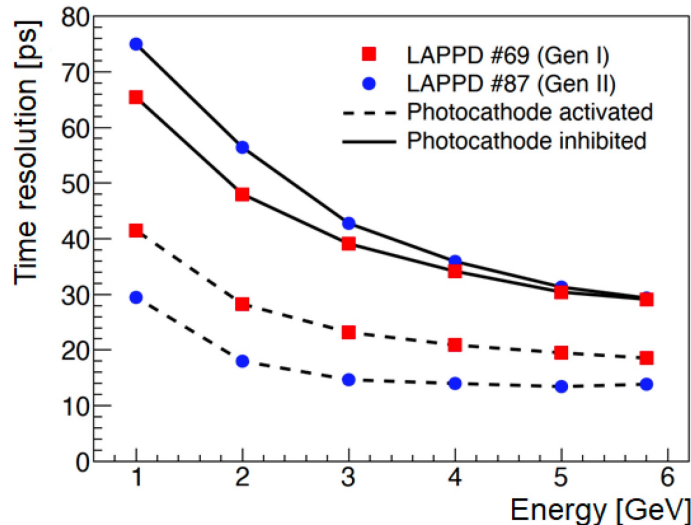 80
70
60
50
40
30
20
10
0
Time resolution [ps]
LAPPD #69 (Gen I)
LAPPD #87 (Gen II)
Photocathode activated
Photocathode inhibited
1 2 3 4 5 6
Energy [GeV]